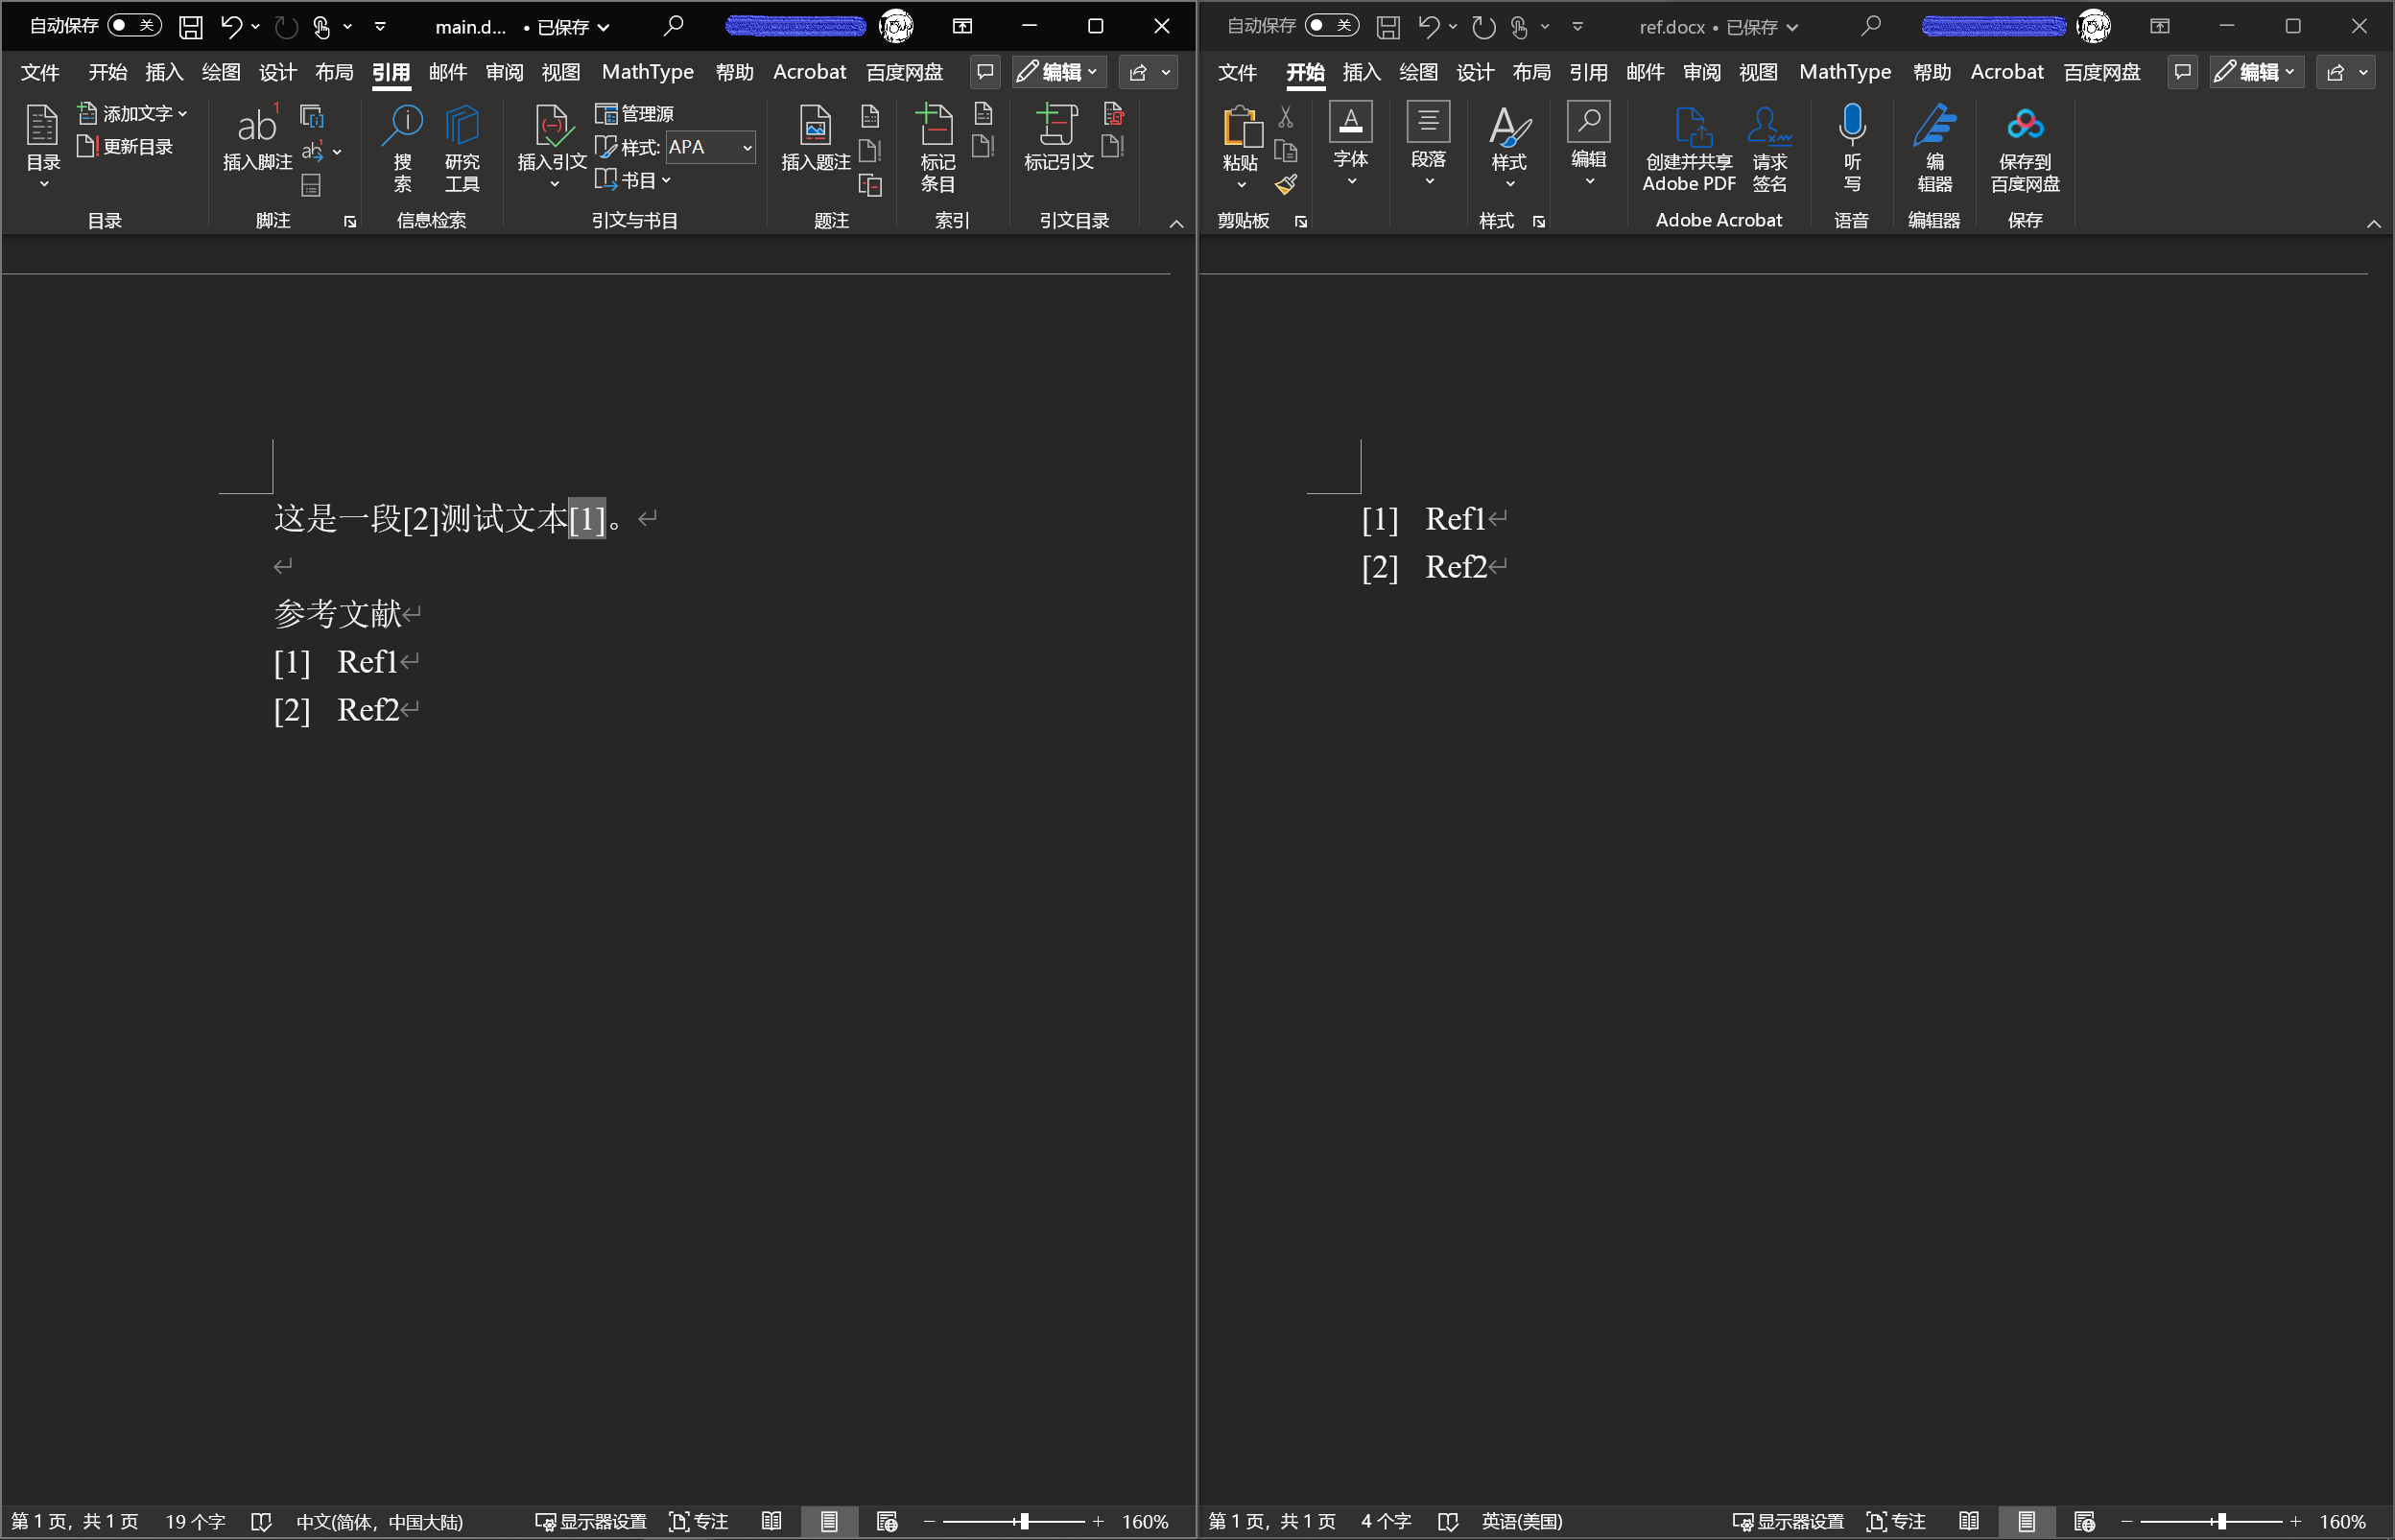 自动保存 关 main.d... • 已保存
文件 开始 插入 绘图 设计 布局 引用 邮件 审阅 视图 MathType 帮助 Acrobat 百度网盘 编辑
目录 添加文字 更新目录 ab1 插入脚注 ab1 搜索 研究工具 插入引文 管理源 样式: APA 书目 插入题注 标记条目 标记引文
目录 脚注 信息检索 引文与书目 题注 索引 引文目录
这是一段[2]测试文本[1]。
参考文献
[1] Ref1
[2] Ref2
第 1 页，共 1 页 19 个字 中文(简体，中国大陆) 显示器设置 专注 160%
自动保存 关 ref.docx • 已保存
文件 开始 插入 绘图 设计 布局 引用 邮件 审阅 视图 MathType 帮助 Acrobat 百度网盘 编辑
粘贴 A 字体 段落 样式 编辑 创建并共享 Adobe PDF 请求签名 听写 编辑器 保存到百度网盘
剪贴板 样式 Adobe Acrobat 语音 编辑器 保存
[1] Ref1
[2] Ref2
第 1 页，共 1 页 4 个字 英语(美国) 显示器设置 专注 160%